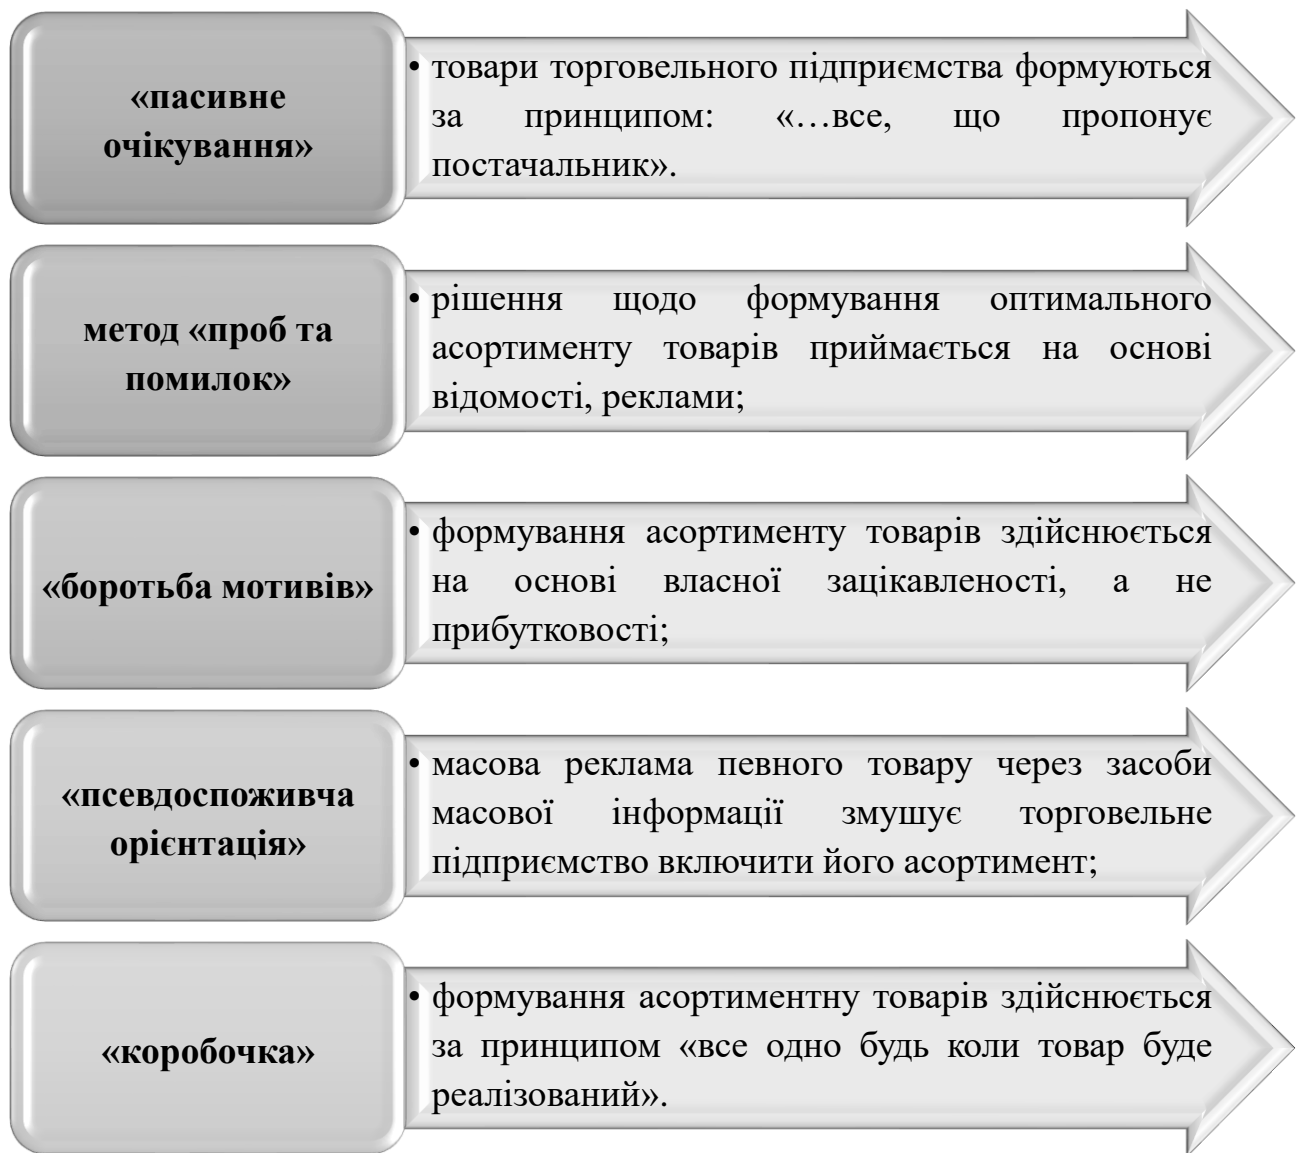 «пасивне
очікування»
• товари торговельного підприємства формуються
за принципом: «…все, що пропонує
постачальник».
метод «проб та
помилок»
• рішення щодо формування оптимального
асортименту товарів приймається на основі
відомості, реклами;
«боротьба мотивів»
• формування асортименту товарів здійснюється
на основі власної зацікавленості, а не
прибутковості;
«псевдоспоживча
орієнтація»
• масова реклама певного товару через засоби
масової інформації змушує торговельне
підприємство включити його асортимент;
«коробочка»
• формування асортиментну товарів здійснюється
за принципом «все одно будь коли товар буде
реалізований».